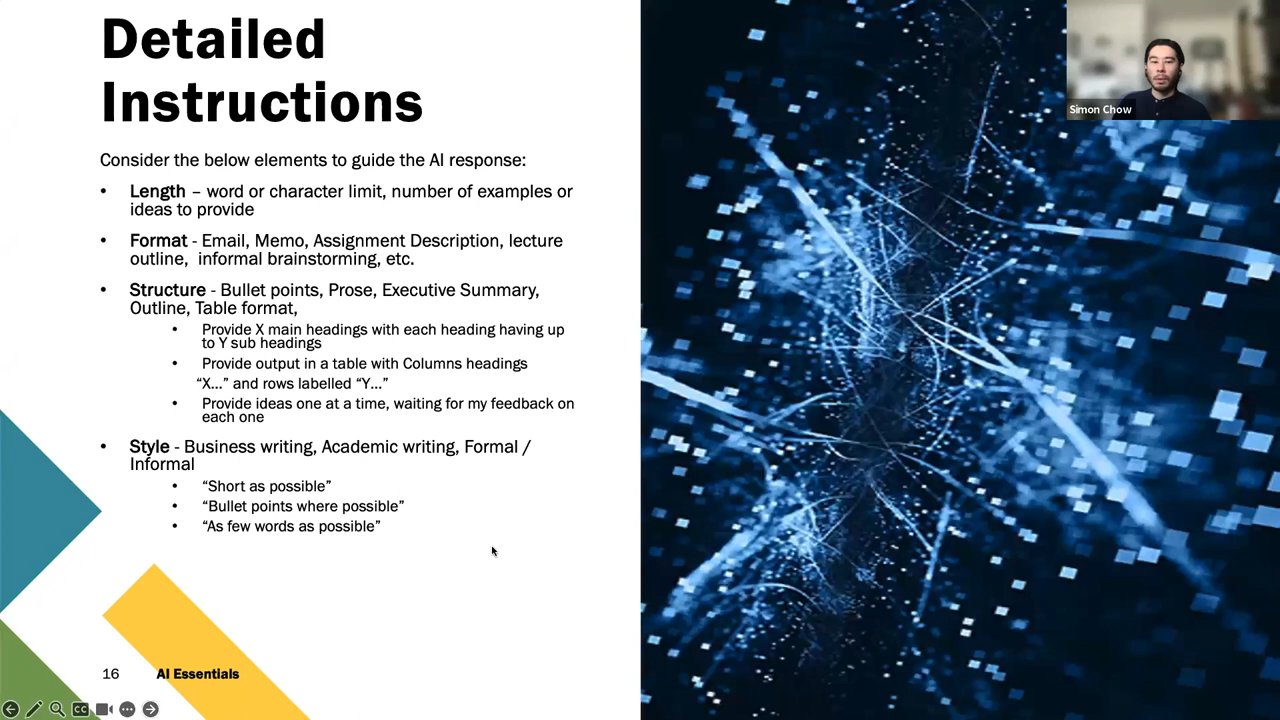 Detailed
Instructions
Consider the below elements to guide the AI response:
• Length – word or character limit, number of examples or
ideas to provide
• Format - Email, Memo, Assignment Description, lecture
outline,  informal brainstorming, etc.
• Structure - Bullet points, Prose, Executive Summary,
Outline, Table format,
• Provide X main headings with each heading having up
to Y sub headings
• Provide output in a table with Columns headings
“X...” and rows labelled “Y...”
• Provide ideas one at a time, waiting for my feedback on
each one
• Style - Business writing, Academic writing, Formal /
Informal
• “Short as possible”
• “Bullet points where possible”
• “As few words as possible”
16 AI Essentials
CC
Simon Chow